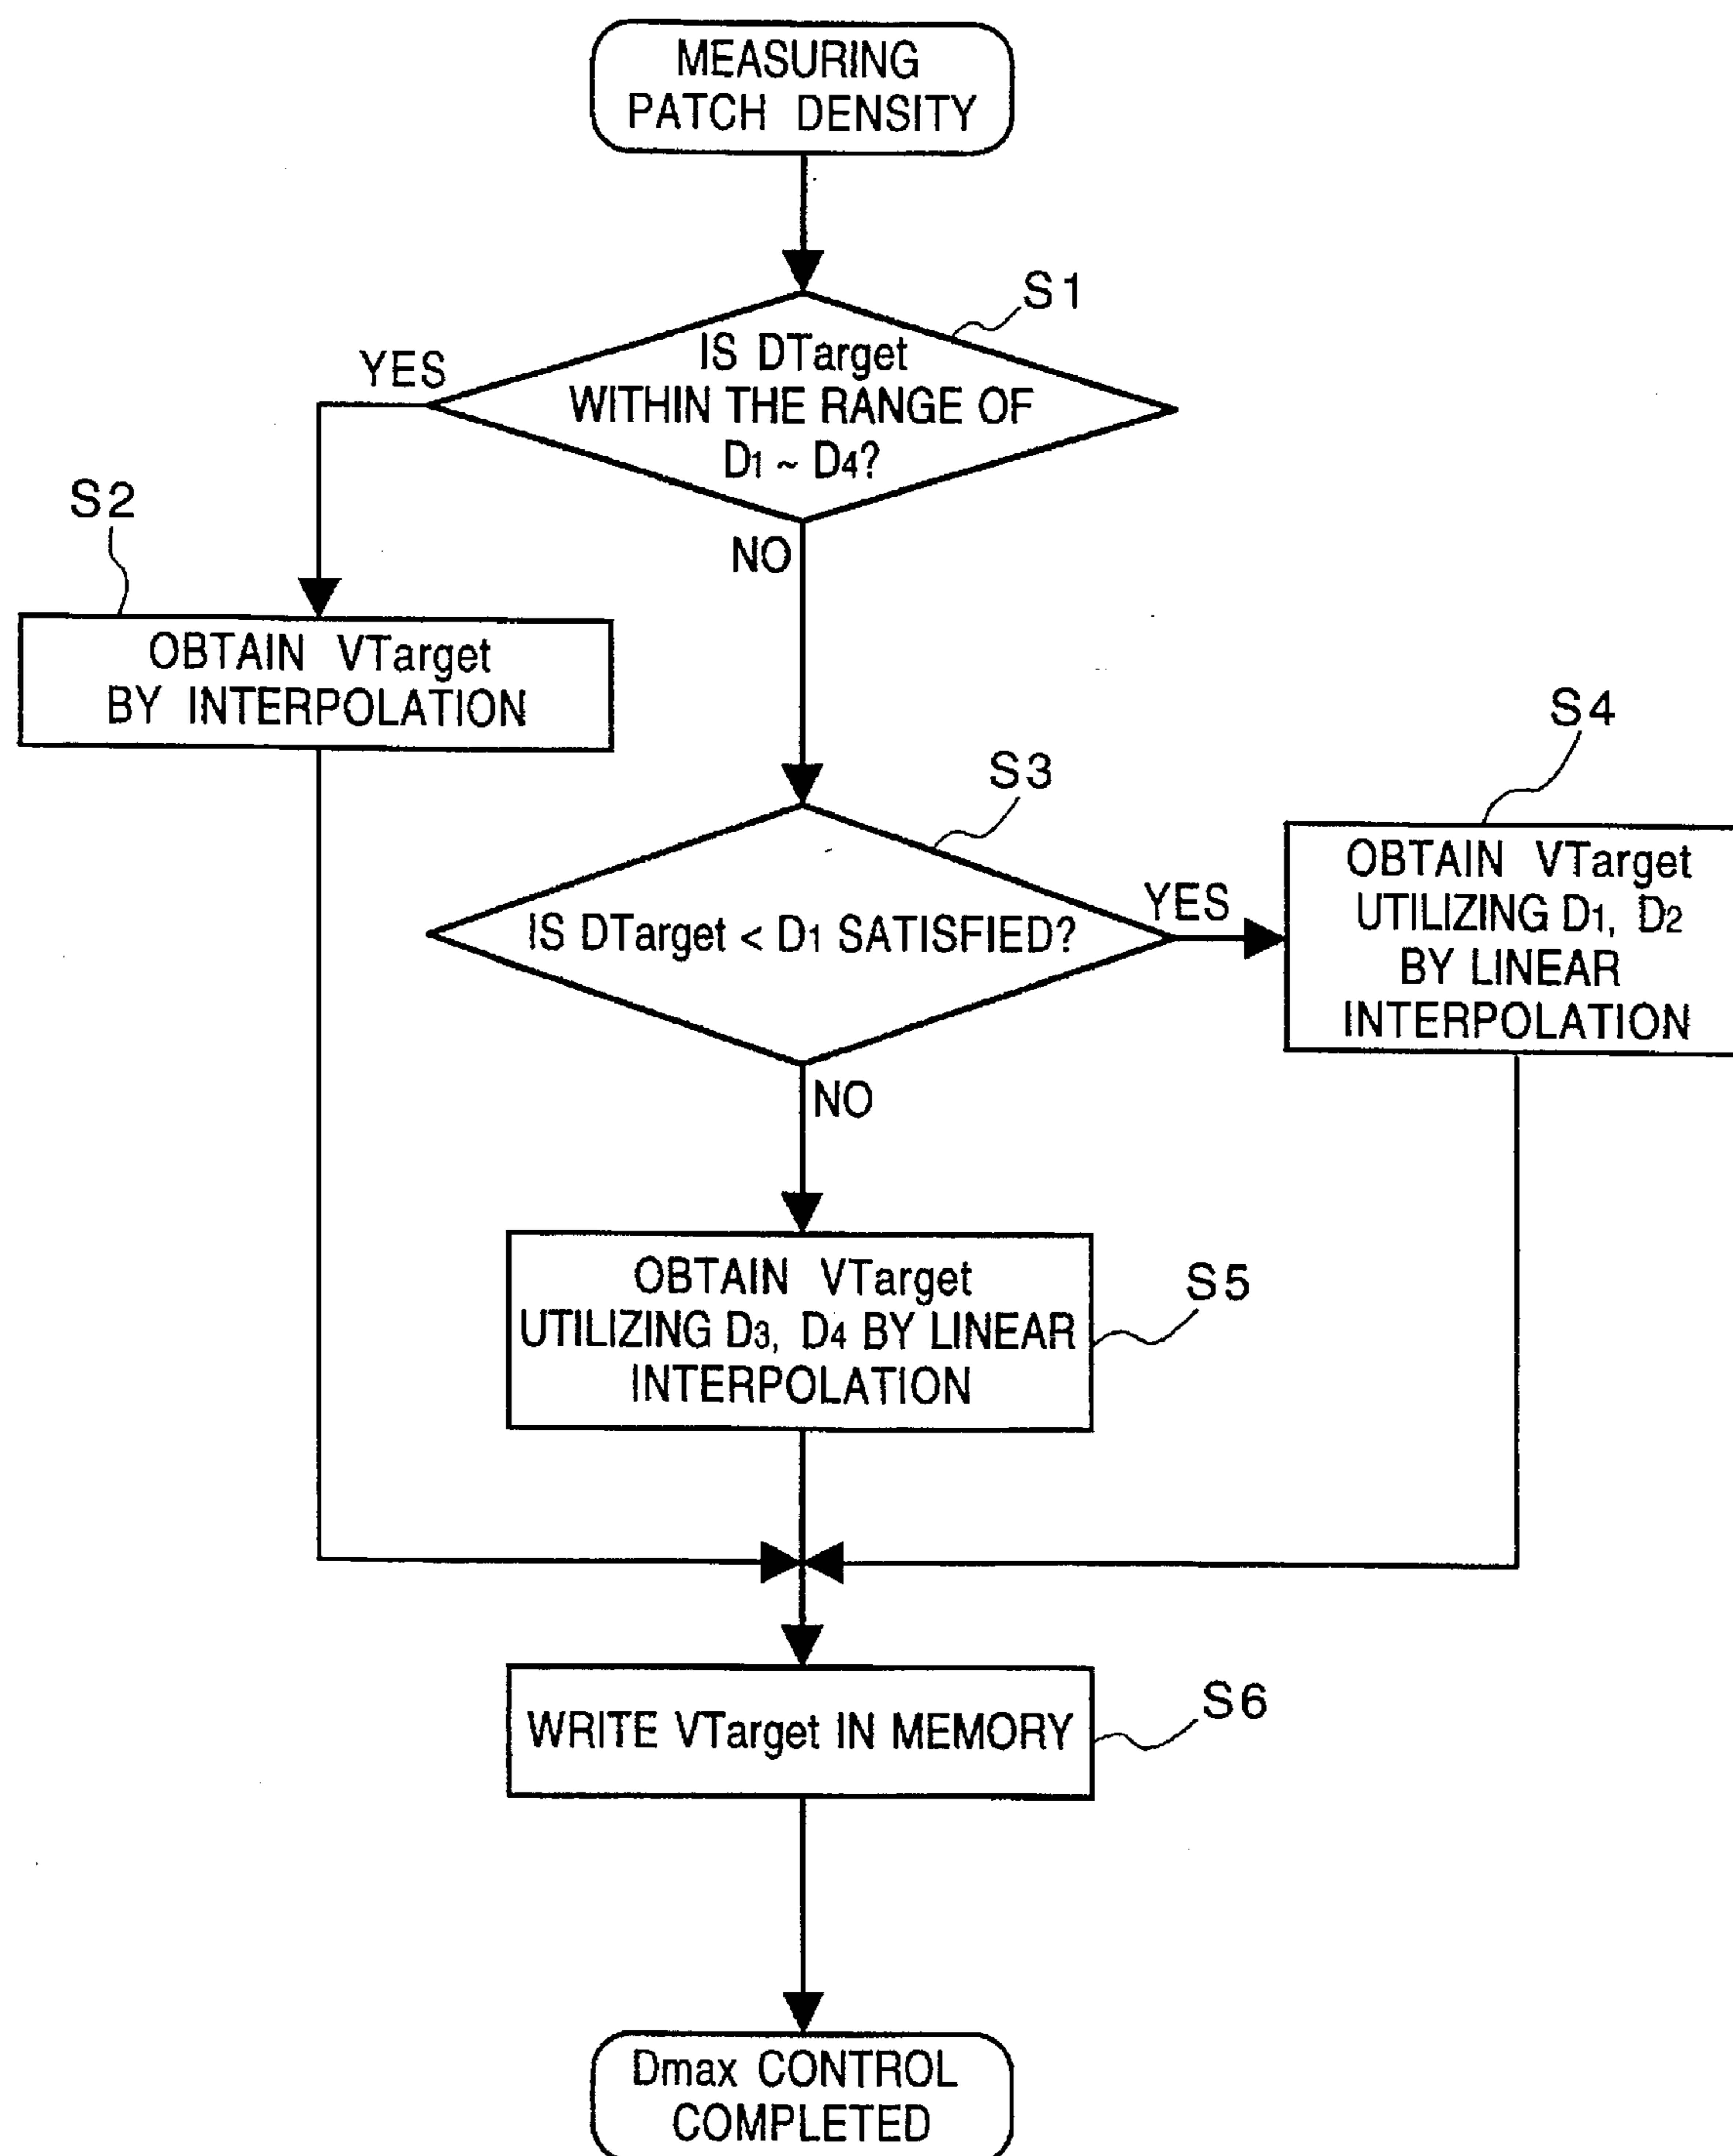 MEASURING
PATCH DENSITY
S1
IS DTarget
WITHIN THE RANGE OF
D1 ~ D4?
YES
NO
S2
OBTAIN VTarget
BY INTERPOLATION
S3
IS DTarget < D1 SATISFIED?
YES
NO
S4
OBTAIN VTarget
UTILIZING D1, D2
BY LINEAR
INTERPOLATION
OBTAIN VTarget
UTILIZING D3, D4 BY LINEAR
INTERPOLATION
S5
WRITE VTarget IN MEMORY
S6
Dmax CONTROL
COMPLETED